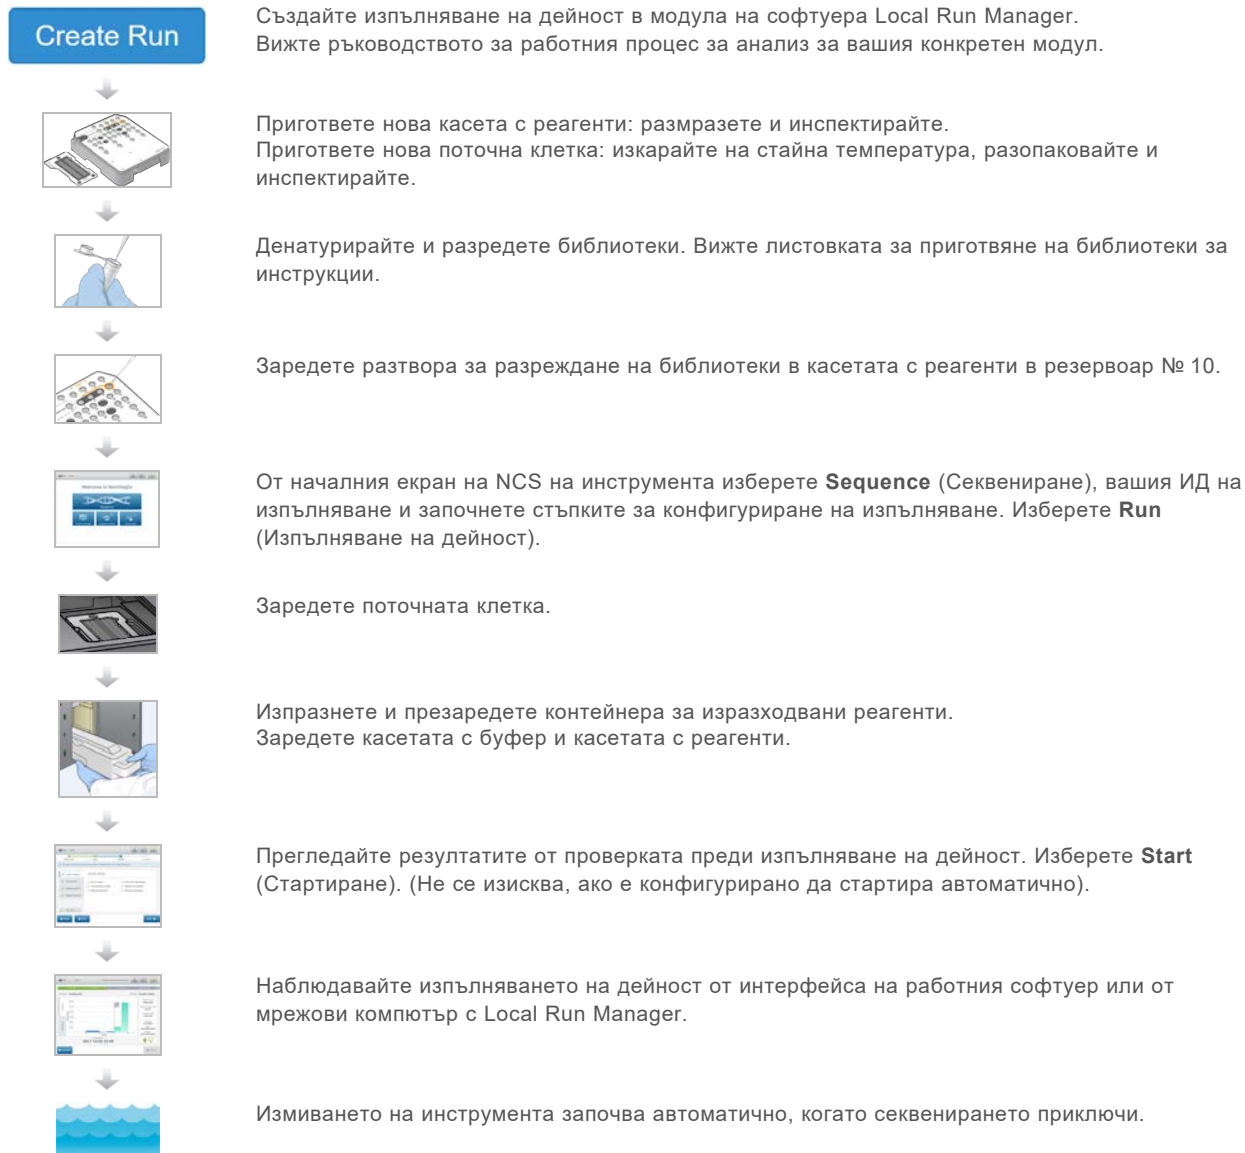 Create Run
Създайте изпълняване на дейност в модула на софтуера Local Run Manager.
Вижте ръководството за работния процес за анализ за вашия конкретен модул.
Пригответе нова касета с реагенти: размразете и инспектирайте.
Пригответе нова поточна клетка: изкарайте на стайна температура, разопаковайте и
инспектирайте.
Денатурирайте и разредете библиотеки. Вижте листовката за приготвяне на библиотеки за
инструкции.
Заредете разтвора за разреждане на библиотеки в касетата с реагенти в резервоар № 10.
От началния екран на NCS на инструмента изберете Sequence (Секвениране), вашия ИД на
изпълняване и започнете стъпките за конфигуриране на изпълняване. Изберете Run
(Изпълняване на дейност).
Заредете поточната клетка.
Изпразнете и презаредете контейнера за изразходвани реагенти.
Заредете касетата с буфер и касетата с реагенти.
Прегледайте резултатите от проверката преди изпълняване на дейност. Изберете Start
(Стартиране). (Не се изисква, ако е конфигурирано да стартира автоматично).
Наблюдавайте изпълняването на дейност от интерфейса на работния софтуер или от
мрежови компютър с Local Run Manager.
Измиването на инструмента започва автоматично, когато секвенирането приключи.